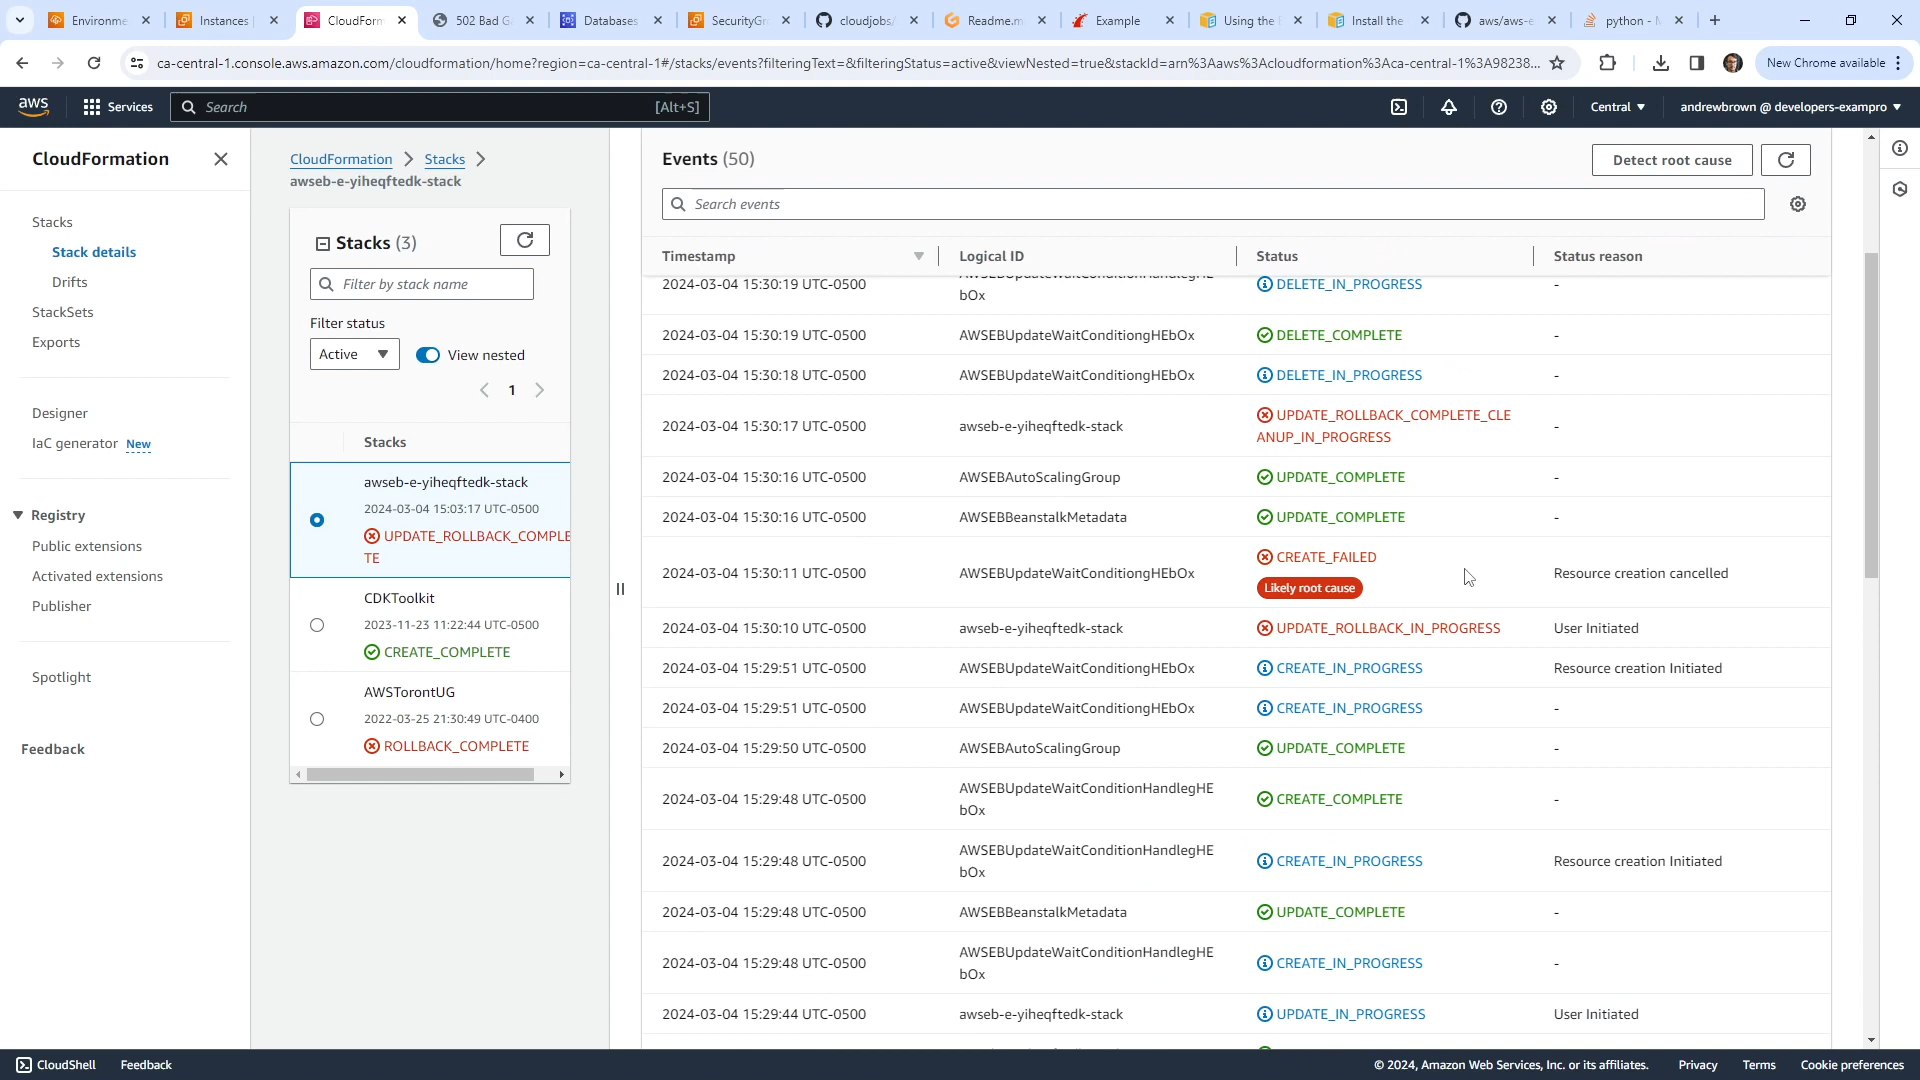 Environme
Instances
CloudForm
502 Bad G
Databases
SecurityGr
cloudjobs/
Readme.m
Example
Using the E
Install the
aws/aws-e
python - M
ca-central-1.console.aws.amazon.com/cloudformation/home?region=ca-central-1#/stacks/events?filteringText=&filteringStatus=active&viewNested=true&stackId=arn%3Aaws%3Acloudformation%3Aca-central-1%3A98238...
New Chrome available
aws
Services
Search
[Alt+S]
Central
andrewbrown @ developers-exampro
CloudFormation
Stacks
Stack details
Drifts
StackSets
Exports
Designer
IaC generator New
Registry
Public extensions
Activated extensions
Publisher
Spotlight
Feedback
CloudFormation > Stacks >
awseb-e-yiheqftedk-stack
Stacks (3)
Filter by stack name
Filter status
Active
View nested
1
Stacks
awseb-e-yiheqftedk-stack
2024-03-04 15:03:17 UTC-0500
UPDATE_ROLLBACK_COMPLE
TE
CDKToolkit
2023-11-23 11:22:44 UTC-0500
CREATE_COMPLETE
AWSTorontUG
2022-03-25 21:30:49 UTC-0400
ROLLBACK_COMPLETE
Events (50)
Detect root cause
Search events
Timestamp Logical ID Status Status reason
AWSEBUpdateWaitConditionHandlegHE
2024-03-04 15:30:19 UTC-0500 bOx DELETE_IN_PROGRESS -
2024-03-04 15:30:19 UTC-0500 AWSEBUpdateWaitConditiongHEbOx DELETE_COMPLETE -
2024-03-04 15:30:18 UTC-0500 AWSEBUpdateWaitConditiongHEbOx DELETE_IN_PROGRESS -
2024-03-04 15:30:17 UTC-0500 awseb-e-yiheqftedk-stack UPDATE_ROLLBACK_COMPLETE_CLE
ANUP_IN_PROGRESS -
2024-03-04 15:30:16 UTC-0500 AWSEBAutoScalingGroup UPDATE_COMPLETE -
2024-03-04 15:30:16 UTC-0500 AWSEBBeanstalkMetadata UPDATE_COMPLETE -
2024-03-04 15:30:11 UTC-0500 AWSEBUpdateWaitConditiongHEbOx CREATE_FAILED Resource creation cancelled
Likely root cause
2024-03-04 15:30:10 UTC-0500 awseb-e-yiheqftedk-stack UPDATE_ROLLBACK_IN_PROGRESS User Initiated
2024-03-04 15:29:51 UTC-0500 AWSEBUpdateWaitConditiongHEbOx CREATE_IN_PROGRESS Resource creation Initiated
2024-03-04 15:29:51 UTC-0500 AWSEBUpdateWaitConditiongHEbOx CREATE_IN_PROGRESS -
2024-03-04 15:29:50 UTC-0500 AWSEBAutoScalingGroup UPDATE_COMPLETE -
2024-03-04 15:29:48 UTC-0500 AWSEBUpdateWaitConditionHandlegHE CREATE_COMPLETE -
bOx
2024-03-04 15:29:48 UTC-0500 AWSEBUpdateWaitConditionHandlegHE CREATE_IN_PROGRESS Resource creation Initiated
bOx
2024-03-04 15:29:48 UTC-0500 AWSEBBeanstalkMetadata UPDATE_COMPLETE -
2024-03-04 15:29:48 UTC-0500 AWSEBUpdateWaitConditionHandlegHE CREATE_IN_PROGRESS -
bOx
2024-03-04 15:29:44 UTC-0500 awseb-e-yiheqftedk-stack UPDATE_IN_PROGRESS User Initiated
CloudShell
Feedback
© 2024, Amazon Web Services, Inc. or its affiliates.
Privacy
Terms
Cookie preferences